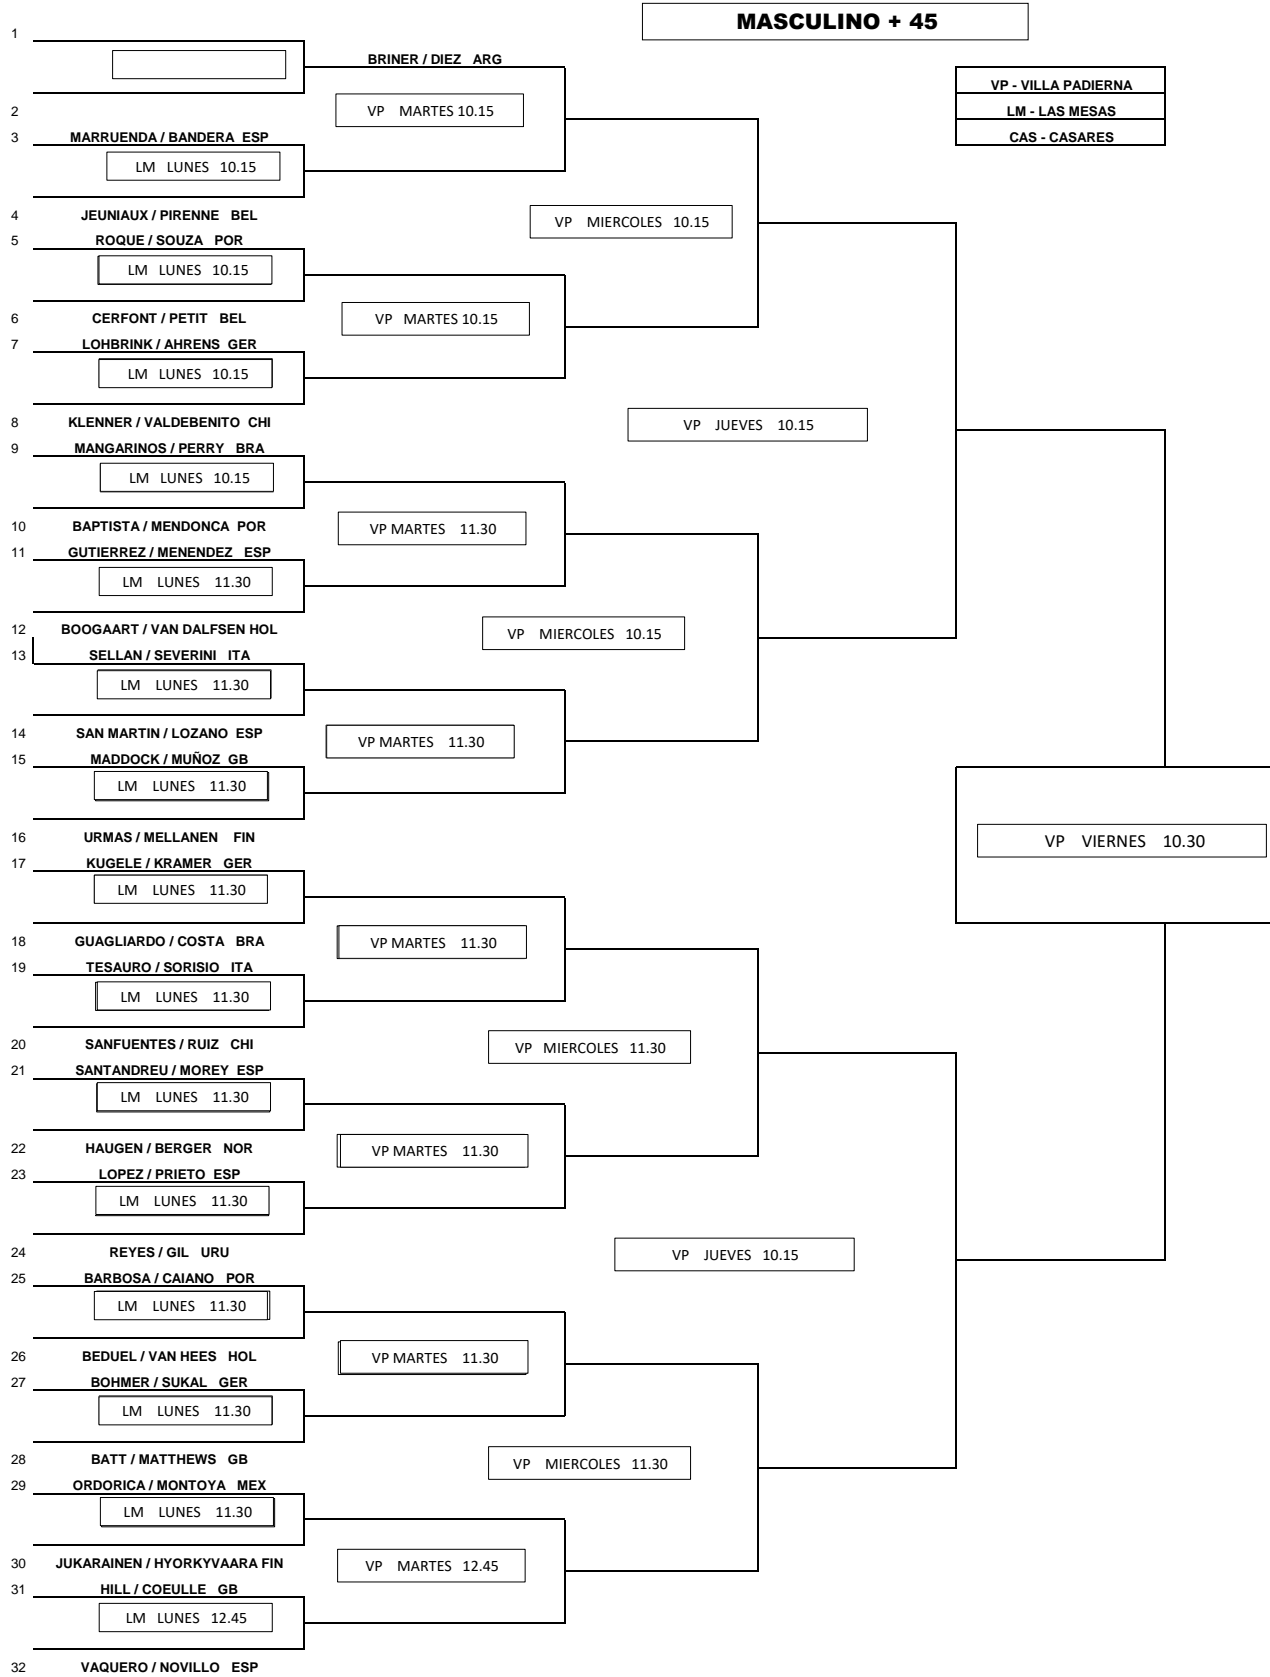 MASCULINO + 45
1
BRINER / DIEZ ARG
VP - VILLA PADIERNA
VP MARTES 10.15
2
LM - LAS MESAS
3 MARRUENDA / BANDERA ESP
CAS - CASARES
LM LUNES 10.15
4 JEUNIAUX / PIRENNE BEL
VP MIERCOLES 10.15
5 ROQUE / SOUZA POR
LM LUNES 10.15
6 CERFONT / PETIT BEL
VP MARTES 10.15
7 LOHBRINK / AHRENS GER
LM LUNES 10.15
8 KLENNER / VALDEBENITO CHI
VP JUEVES 10.15
9 MANGARINOS / PERRY BRA
LM LUNES 10.15
10 BAPTISTA / MENDONCA POR
VP MARTES 11.30
11 GUTIERREZ / MENENDEZ ESP
LM LUNES 11.30
12 BOOGAART / VAN DALFSEN HOL
VP MIERCOLES 10.15
13 SELLAN / SEVERINI ITA
LM LUNES 11.30
14 SAN MARTIN / LOZANO ESP
VP MARTES 11.30
15 MADDOCK / MUÑOZ GB
LM LUNES 11.30
16 URMAS / MELLANEN FIN
VP VIERNES 10.30
17 KUGELE / KRAMER GER
LM LUNES 11.30
18 GUAGLIARDO / COSTA BRA
VP MARTES 11.30
19 TESAURO / SORISIO ITA
LM LUNES 11.30
20 SANFUENTES / RUIZ CHI
VP MIERCOLES 11.30
21 SANTANDREU / MOREY ESP
LM LUNES 11.30
22 HAUGEN / BERGER NOR
VP MARTES 11.30
23 LOPEZ / PRIETO ESP
LM LUNES 11.30
24 REYES / GIL URU
VP JUEVES 10.15
25 BARBOSA / CAIANO POR
LM LUNES 11.30
26 BEDUEL / VAN HEES HOL
VP MARTES 11.30
27 BOHMER / SUKAL GER
LM LUNES 11.30
28 BATT / MATTHEWS GB
VP MIERCOLES 11.30
29 ORDORICA / MONTOYA MEX
LM LUNES 11.30
30 JUKARAINEN / HYORKYVAARA FIN
VP MARTES 12.45
31 HILL / COEULLE GB
LM LUNES 12.45
32 VAQUERO / NOVILLO ESP